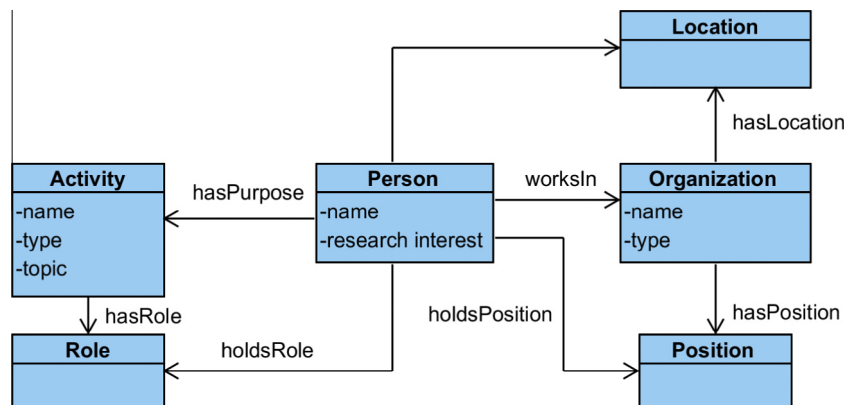 Location
hasLocation
Activity
-name
-type
-topic
hasPurpose
Person
-name
-research interest
worksIn
Organization
-name
-type
hasRole
holdsRole
holdsPosition
hasPosition
Role
Position